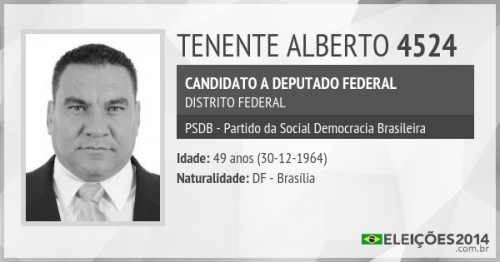 TENENTE ALBERTO 4524
CANDIDATO A DEPUTADO FEDERAL
DISTRITO FEDERAL
PSDB - Partido da Social Democracia Brasileira
Idade: 49 anos (30-12-1964)
Naturalidade: DF - Brasília
ELEIÇÕES2014
.com.br